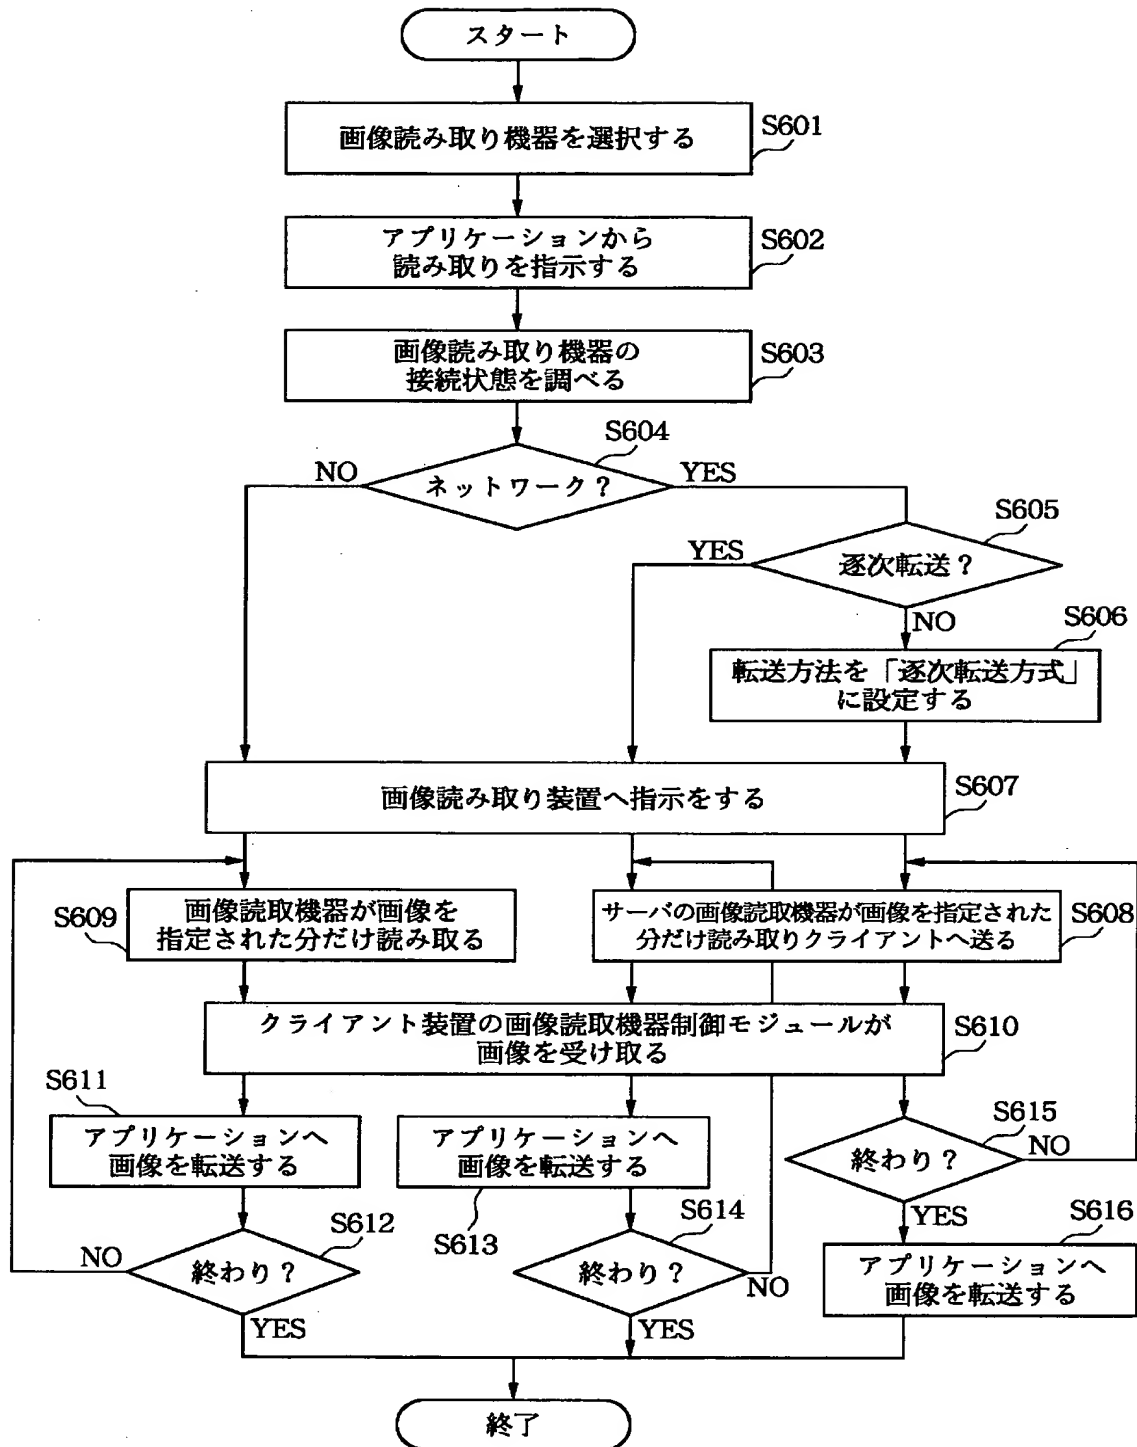 スタート
画像読み取り機器を選択する
S601
アプリケーションから
読み取りを指示する
S602
画像読み取り機器の
接続状態を調べる
S603
S604
NO
ネットワーク?
YES
S605
YES
逐次転送?
NO
S606
転送方法を「逐次転送方式」
に設定する
画像読み取り装置へ指示をする
S607
S609
画像読取機器が画像を
指定された分だけ読み取る
サーバの画像読取機器が画像を指定された
分だけ読み取りクライアントへ送る
S608
クライアント装置の画像読取機器制御モジュールが
画像を受け取る
S610
S611
アプリケーションへ
画像を転送する
アプリケーションへ
画像を転送する
S613
S615
終わり?
NO
YES
S612
NO
終わり?
YES
S614
終わり?
NO
YES
S616
アプリケーションへ
画像を転送する
終了